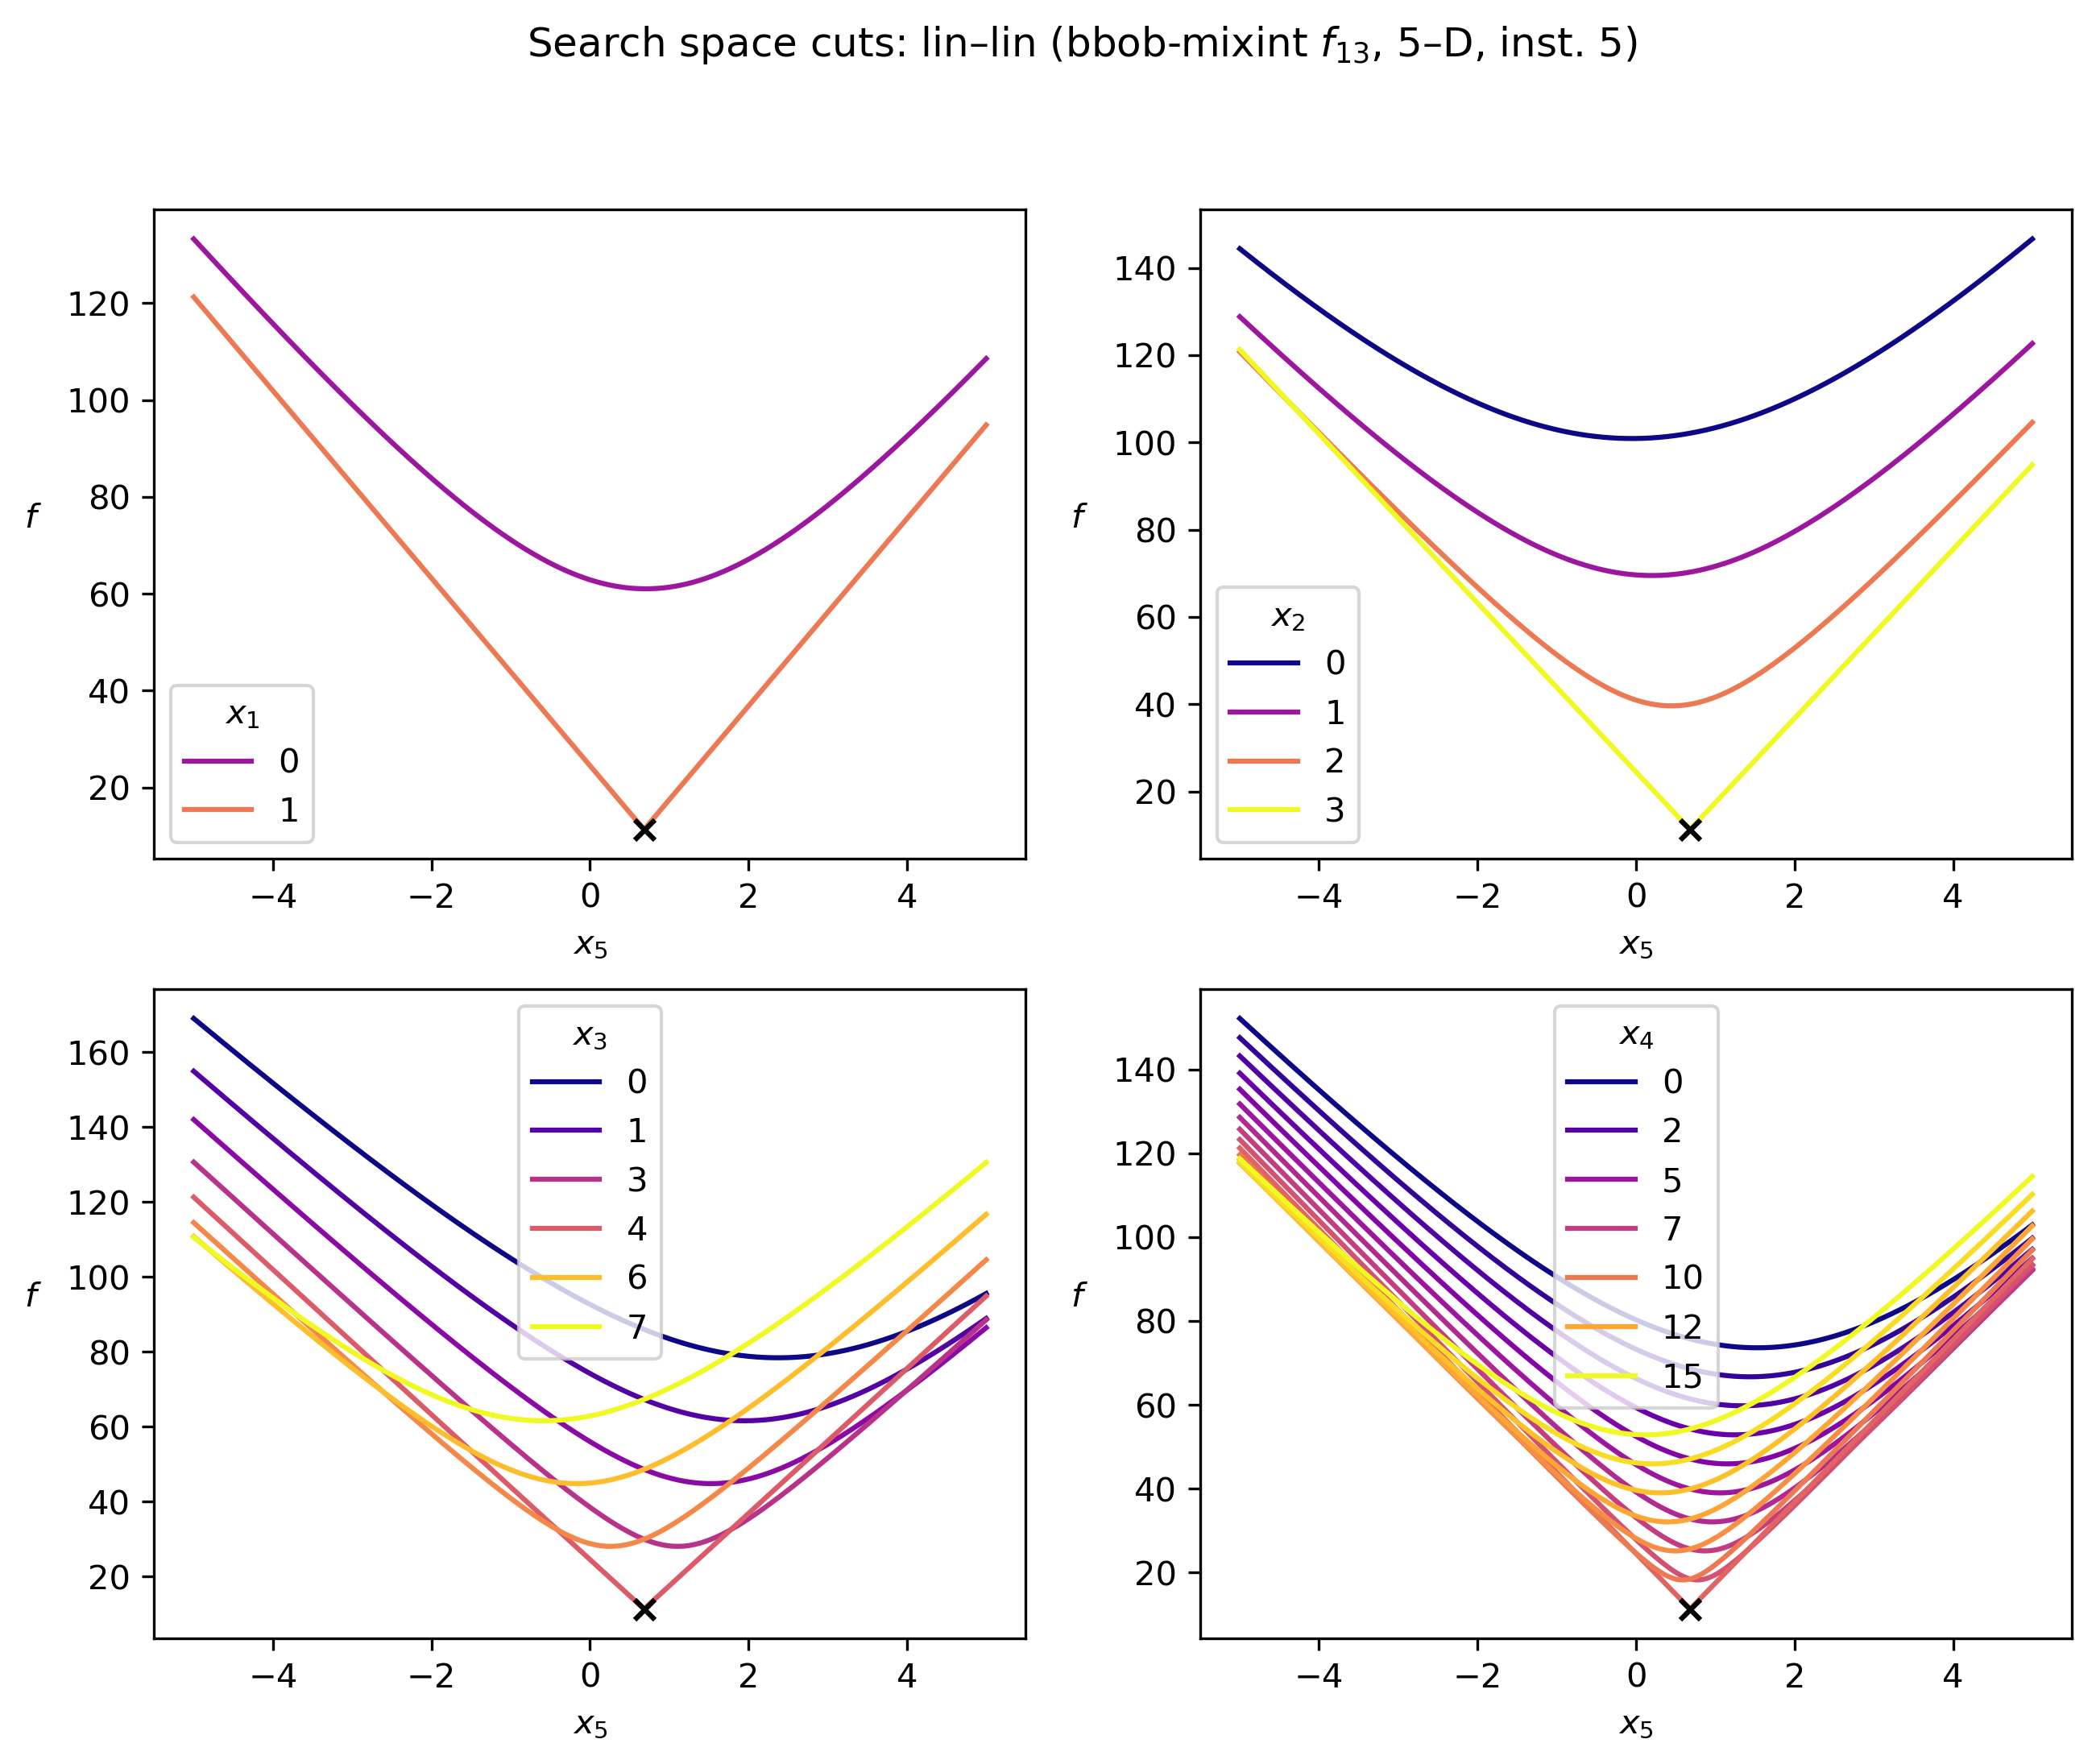 Search space cuts: lin–lin (bbob-mixint f₁₃, 5–D, inst. 5)
120
100
80
60
40
20
f
x₁
0
1
−4 −2 0 2 4
x₅
140
120
100
80
60
40
20
f
x₂
0
1
2
3
−4 −2 0 2 4
x₅
160
140
120
100
80
60
40
20
f
x₃
0
1
3
4
6
7
−4 −2 0 2 4
x₅
140
120
100
80
60
40
20
f
x₄
0
2
5
7
10
12
15
−4 −2 0 2 4
x₅